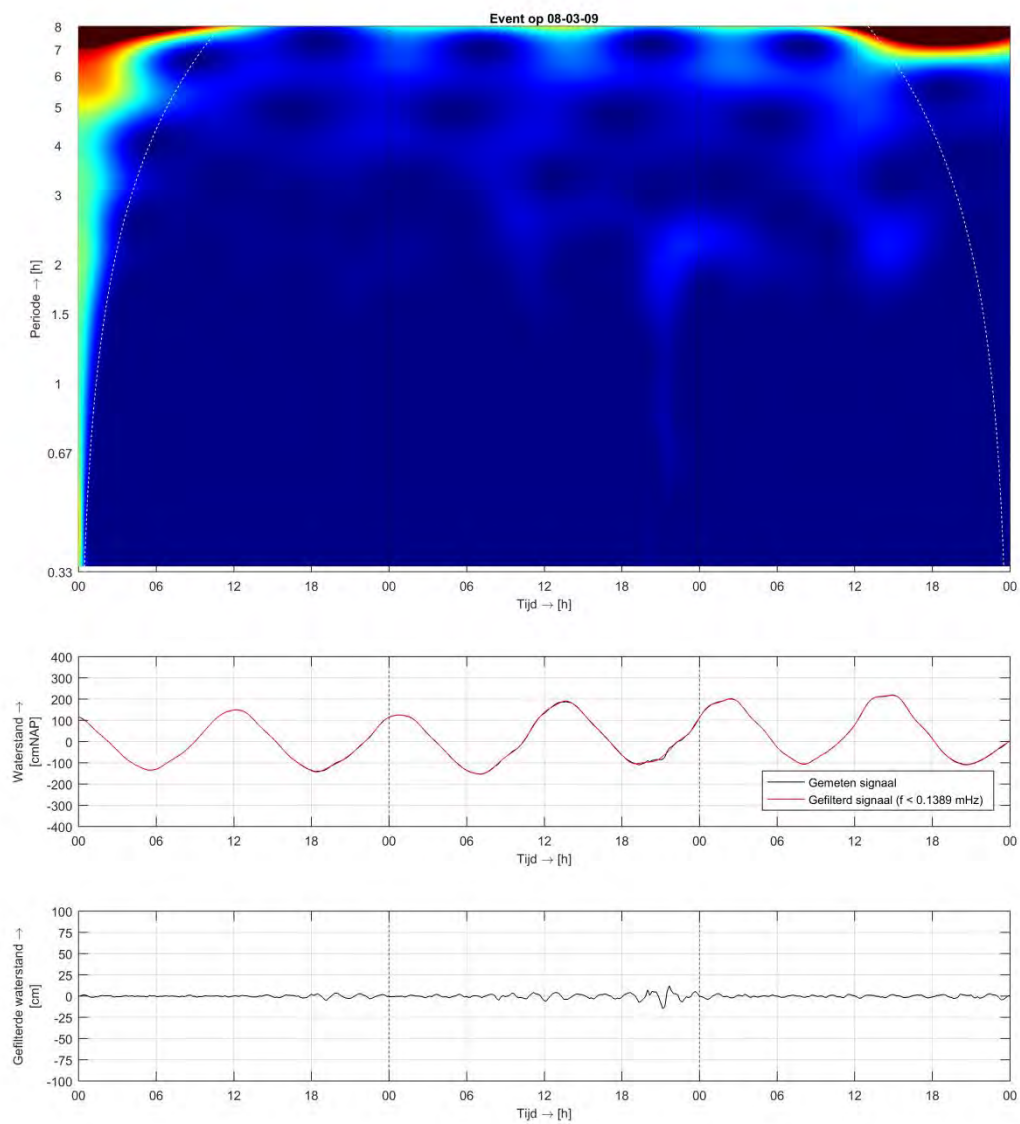 Event op 08-03-09
8
7
6
5
4
3
2
1.5
1
0.67
0.33
Periode → [h]
00 06 12 18 00 06 12 18 00 06 12 18 00
Tijd → [h]
400
300
200
100
0
-100
-200
-300
-400
Waterstand →
[cmNAP]
Gemeten signaal
Gefilterd signaal (f < 0.1389 mHz)
00 06 12 18 00 06 12 18 00 06 12 18 00
Tijd → [h]
100
75
50
25
0
-25
-50
-75
-100
Gefilterde waterstand →
[cm]
00 06 12 18 00 06 12 18 00 06 12 18 00
Tijd → [h]